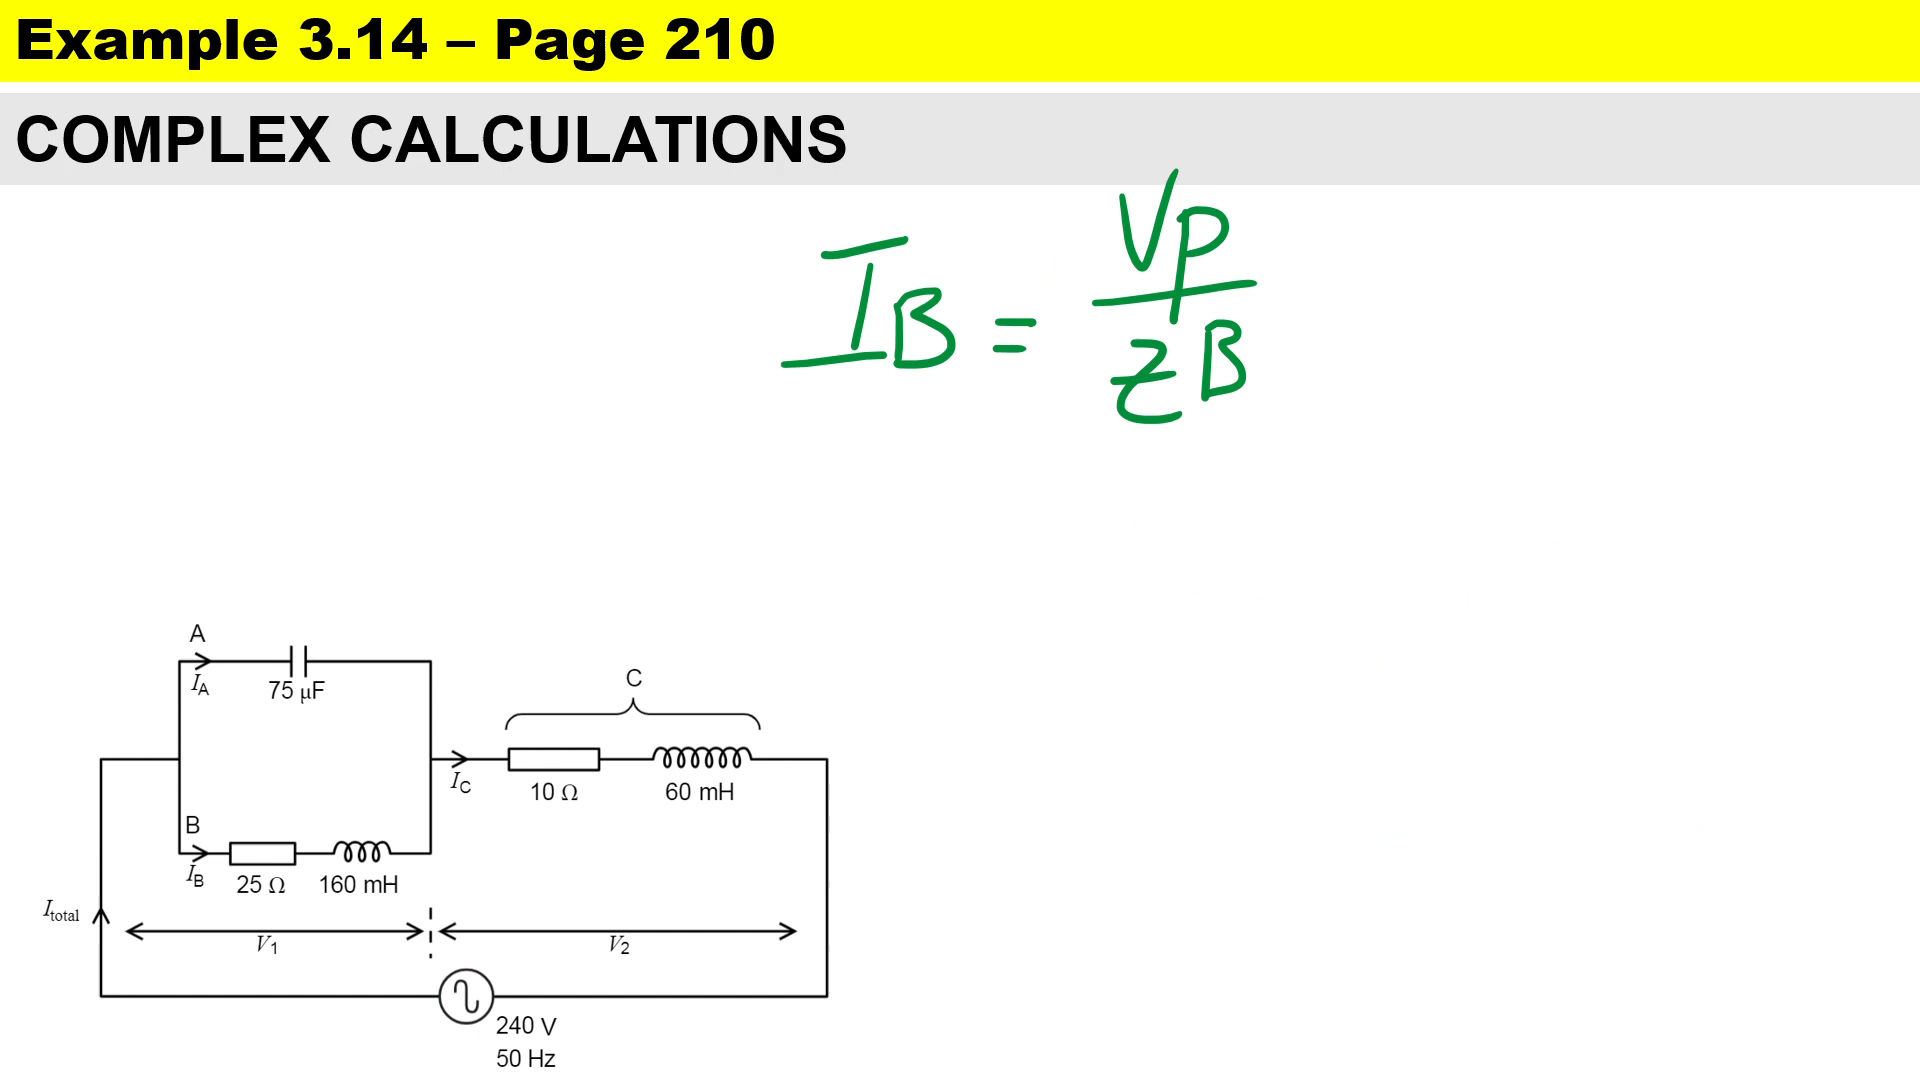 Example 3.14 – Page 210
COMPLEX CALCULATIONS
IB = VP
ZB
A
IA
75 µF
C
IC
10 Ω
60 mH
B
IB
25 Ω
160 mH
Itotal
V1
V2
240 V
50 Hz